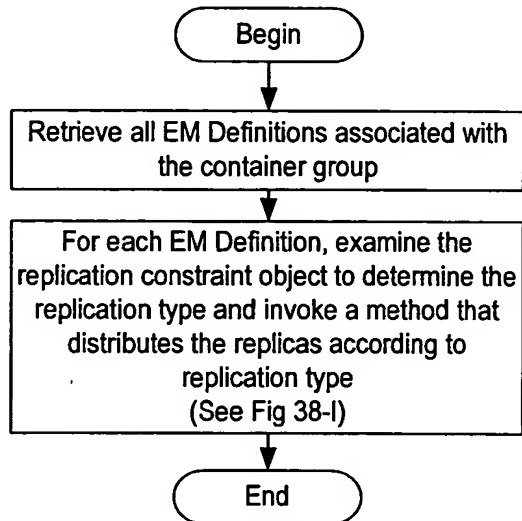 Begin
Retrieve all EM Definitions associated with
the container group
For each EM Definition, examine the
replication constraint object to determine the
replication type and invoke a method that
distributes the replicas according to
replication type
(See Fig 38-I)
End